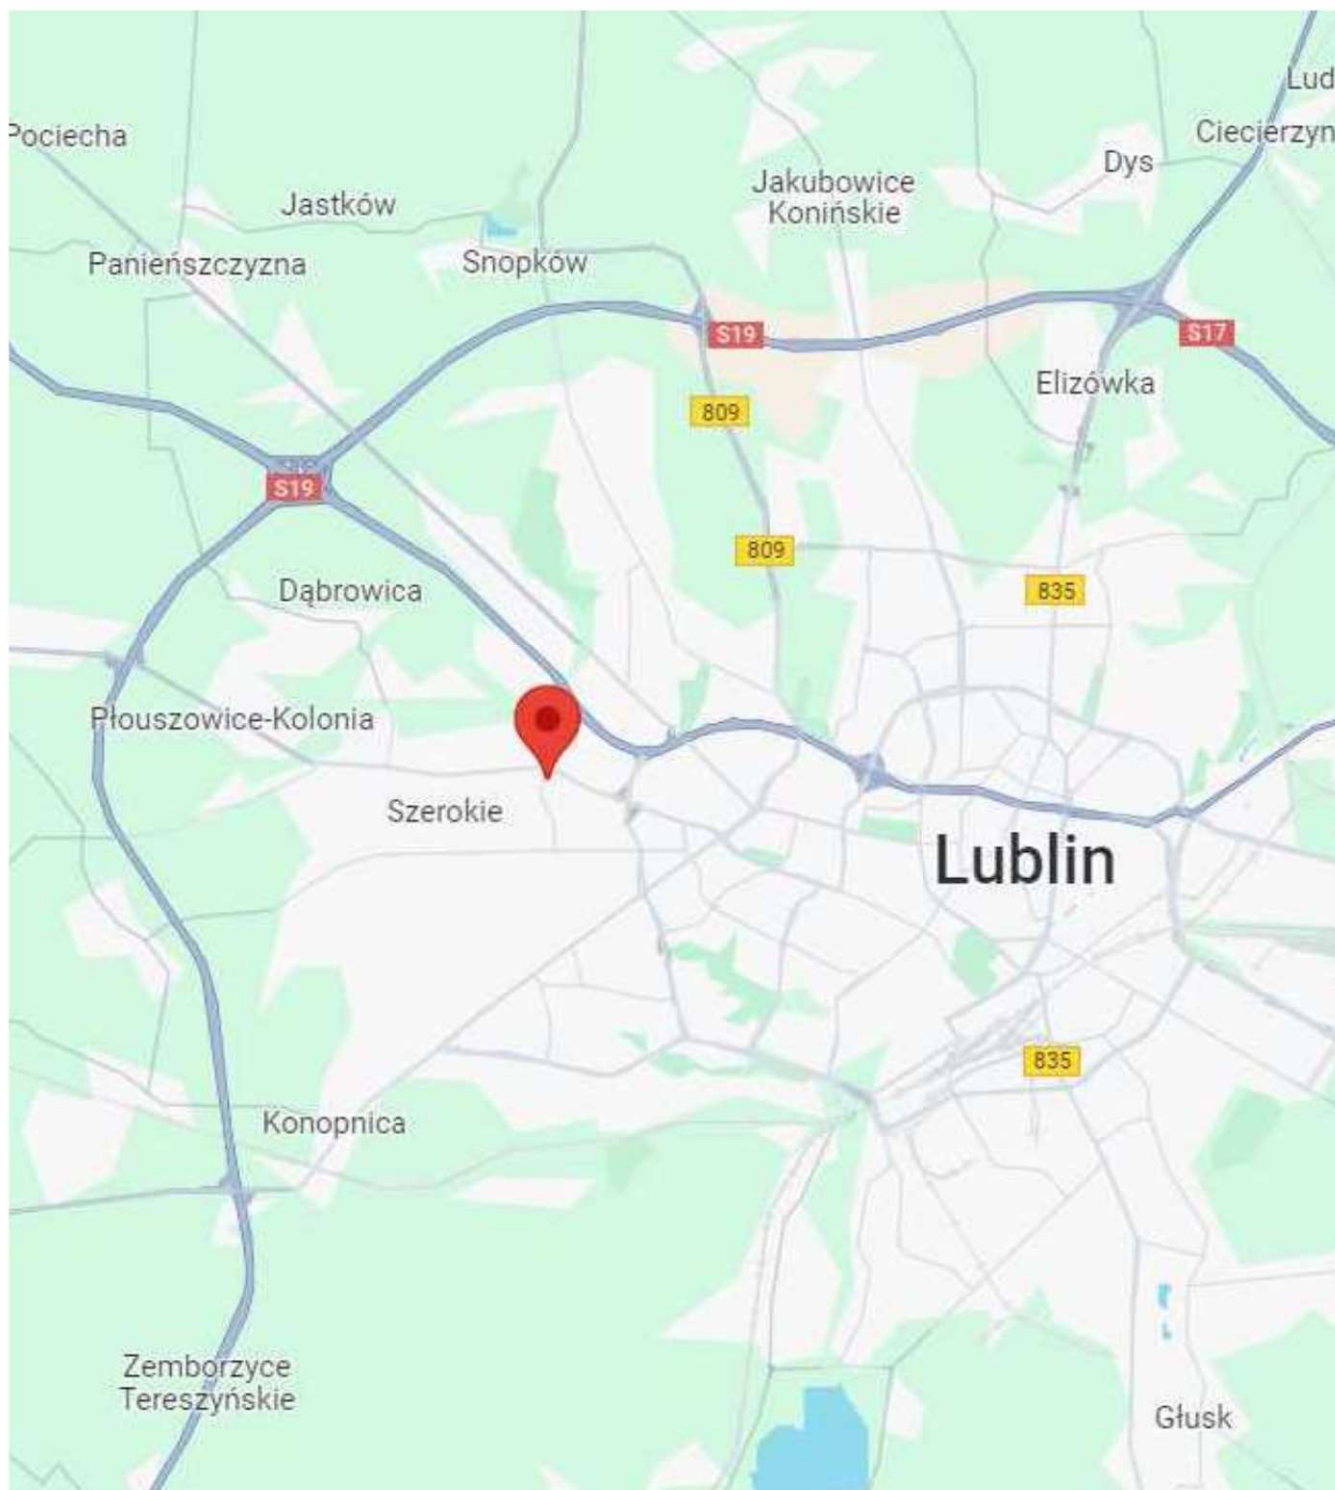 Lud
Pociecha
Ciecierzyn
Dys
Jakubowice
Konińskie
Jastków
Panieńszczyzna
Snopków
S19
S17
Elizówka
809
S19
809
Dąbrowica
835
Płouszowice-Kolonia
Szerokie
Lublin
835
Konopnica
Zemborzyce
Tereszyńskie
Głusk